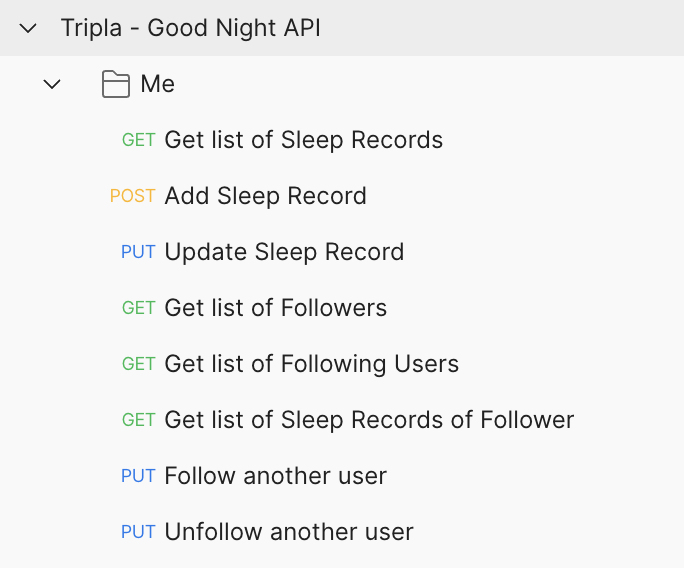 Tripla - Good Night API
Me
GET Get list of Sleep Records
POST Add Sleep Record
PUT Update Sleep Record
GET Get list of Followers
GET Get list of Following Users
GET Get list of Sleep Records of Follower
PUT Follow another user
PUT Unfollow another user